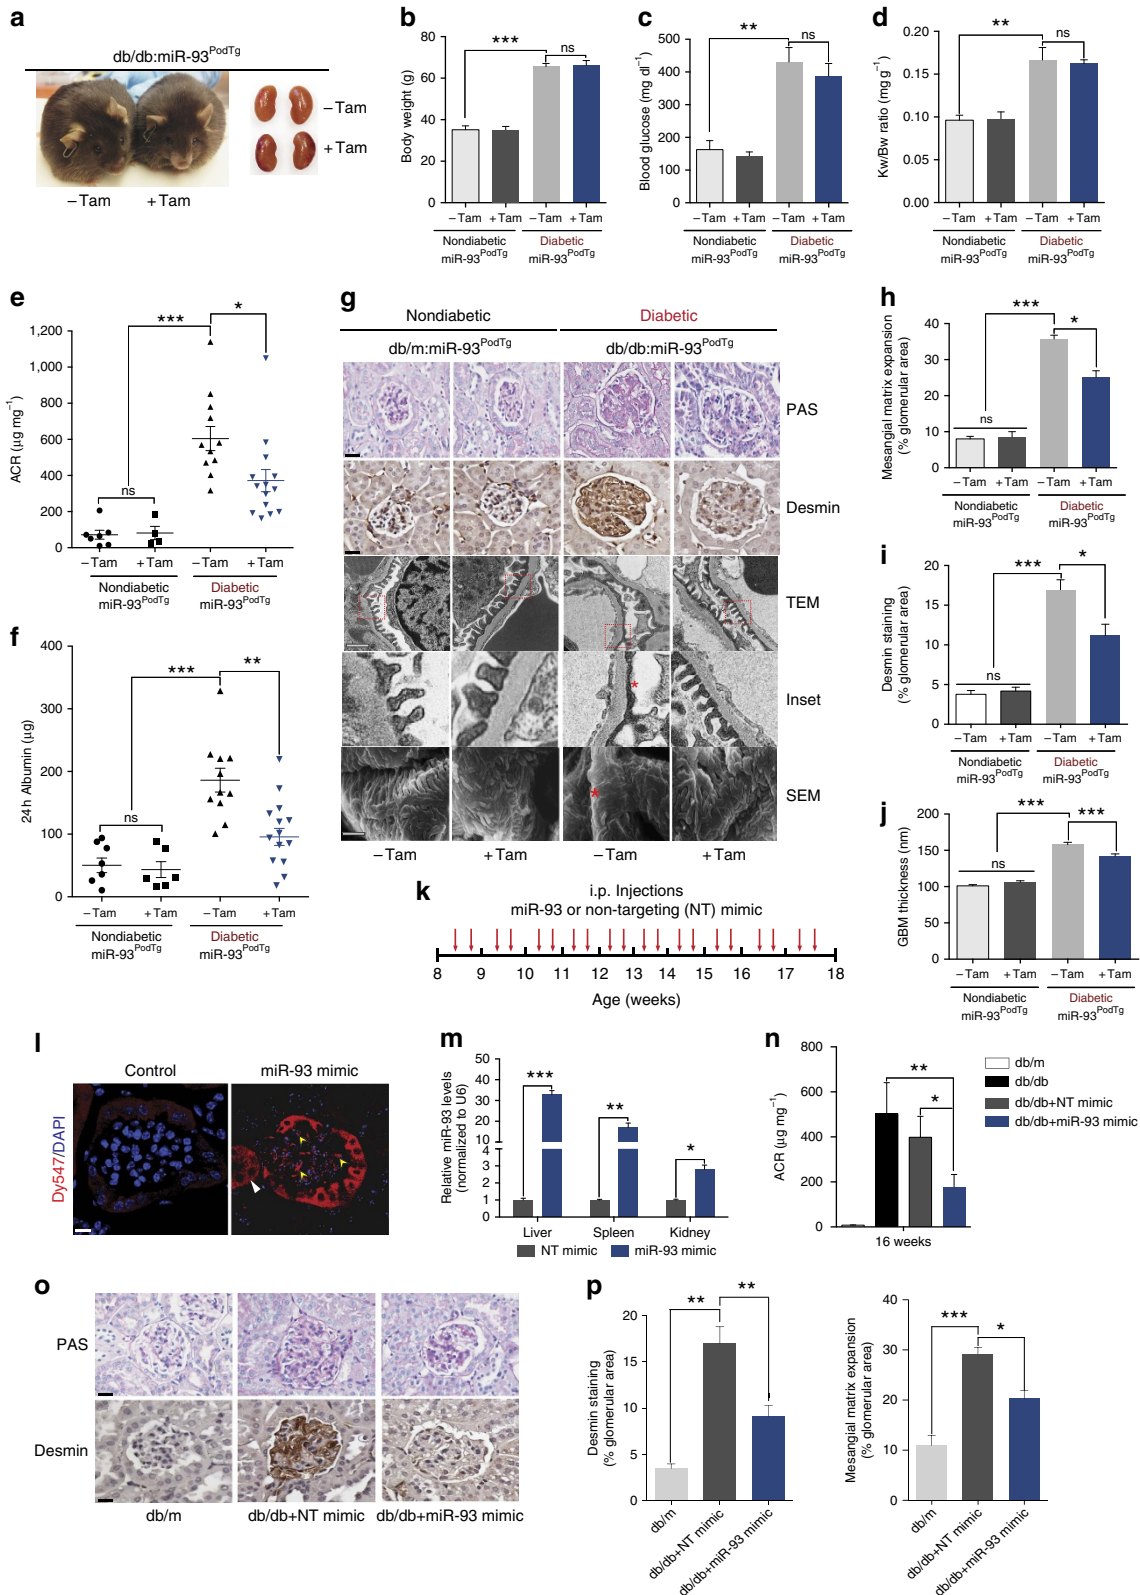 a
db/db:miR-93PodTg
– Tam
+ Tam
– Tam
+ Tam
b
Body weight (g)
80
60
40
20
0
***
ns
– Tam
+ Tam
– Tam
+ Tam
Nondiabetic
miR-93PodTg
Diabetic
miR-93PodTg
c
Blood glucose (mg dl–1)
500
400
300
200
100
0
**
ns
– Tam
+ Tam
– Tam
+ Tam
Nondiabetic
miR-93PodTg
Diabetic
miR-93PodTg
d
Kw/Bw ratio (mg g–1)
0.20
0.15
0.10
0.05
0.00
**
ns
– Tam
+ Tam
– Tam
+ Tam
Nondiabetic
miR-93PodTg
Diabetic
miR-93PodTg
e
ACR (µg mg–1)
1,200
1,000
800
600
400
200
0
***
*
ns
– Tam
+ Tam
– Tam
+ Tam
Nondiabetic
miR-93PodTg
Diabetic
miR-93PodTg
f
24h Albumin (µg)
400
300
200
100
0
***
**
ns
– Tam
+ Tam
– Tam
+ Tam
Nondiabetic
miR-93PodTg
Diabetic
miR-93PodTg
g
Nondiabetic
Diabetic
db/m:miR-93PodTg
db/db:miR-93PodTg
PAS
Desmin
TEM
Inset
*
SEM
*
– Tam
+ Tam
– Tam
+ Tam
h
Mesangial matrix expansion
(% glomerular area)
40
30
20
10
0
***
*
ns
– Tam
+ Tam
– Tam
+ Tam
Nondiabetic
miR-93PodTg
Diabetic
miR-93PodTg
i
Desmin staining
(% glomerular area)
20
15
10
5
0
***
*
ns
– Tam
+ Tam
– Tam
+ Tam
Nondiabetic
miR-93PodTg
Diabetic
miR-93PodTg
j
GBM thickness (nm)
200
150
100
50
0
***
***
ns
– Tam
+ Tam
– Tam
+ Tam
Nondiabetic
miR-93PodTg
Diabetic
miR-93PodTg
k
i.p. Injections
miR-93 or non-targeting (NT) mimic
8 9 10 11 12 13 14 15 16 17 18
Age (weeks)
l
Control
miR-93 mimic
Dy547/DAPI
m
Relative miR-93 levels
(normalized to U6)
50
40
30
20
10
4
3
2
1
0
***
**
*
Liver
Spleen
Kidney
NT mimic
miR-93 mimic
n
ACR (µg mg–1)
800
600
400
200
0
**
*
16 weeks
db/m
db/db
db/db+NT mimic
db/db+miR-93 mimic
o
PAS
Desmin
db/m
db/db+NT mimic
db/db+miR-93 mimic
p
Desmin staining
(% glomerular area)
20
15
10
5
0
**
**
db/m
db/db+NT mimic
db/db+miR-93 mimic
Mesangial matrix expansion
(% glomerular area)
40
30
20
10
0
***
*
db/m
db/db+NT mimic
db/db+miR-93 mimic